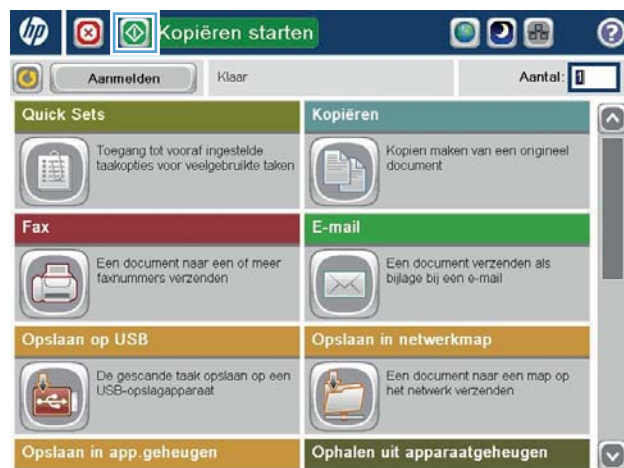 hp
Kopiëren starten
?
Aanmelden
Klaar
Aantal: 1
Quick Sets
Toegang tot vooraf ingestelde
taakopties voor veelgebruikte taken
Kopiëren
Kopien maken van een origineel
document
Fax
Een document naar een of meer
faxnummers verzenden
E-mail
Een document verzenden als
bijlage bij een e-mail
Opslaan op USB
De gescande taak opslaan op een
USB-opslagapparaat
Opslaan in netwerkmap
Een document naar een map op
het netwerk verzenden
Opslaan in app.geheugen
Ophalen uit apparaatgeheugen